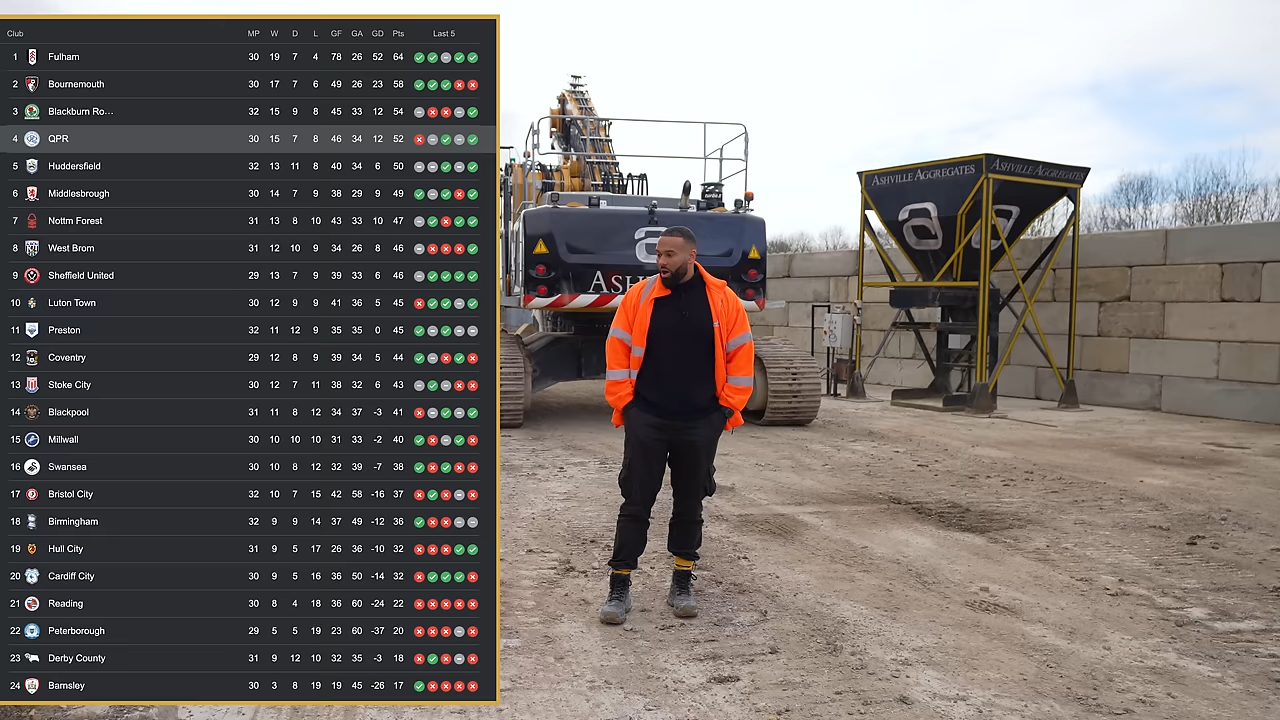 Club MP W D L GF GA GD Pts Last 5
1 Fulham 30 19 7 4 78 26 52 64
2 Bournemouth 30 17 7 6 49 26 23 58
3 Blackburn Ro... 32 15 9 8 45 33 12 54
4 QPR 30 15 7 8 46 34 12 52
5 Huddersfield 32 13 11 8 40 34 6 50
6 Middlesbrough 30 14 7 9 49
7 Nottm Forest 31 13 8 10 43 33 10 47
8 West Brom 31 12 10 9 34 26 8 46
9 Sheffield United 13 6 9 39 33 6 45
10 Luton Town 29 12 9 8 41 36 5 45
11 Preston 32 11 12 9 35 35 0 45
12 Coventry 29 12 8 9 39 34 5 44
13 Stoke City 30 12 7 11 38 32 6 43
14 Blackpool 31 11 8 12 34 37 -3 41
15 Millwall 30 10 10 10 31 33 -2 40
16 Swansea 30 10 8 12 32 39 -7 38
17 Bristol City 32 10 7 15 42 60 -18 37
18 Birmingham 32 9 9 14 37 49 -12 36
19 Hull City 31 9 5 17 26 36 -10 32
20 Cardiff City 30 9 5 16 -14 32
21 Reading 30 8 4 18 36 60 -24 22
22 Peterborough 29 5 5 19 23 60 -37 20
23 Derby County 31 9 12 10 32 35 -3 18
24 Barnsley 30 3 8 19 19 45 -26 17
ASHVILLE AGGREGATES
ASHVILLE AGGREGATES